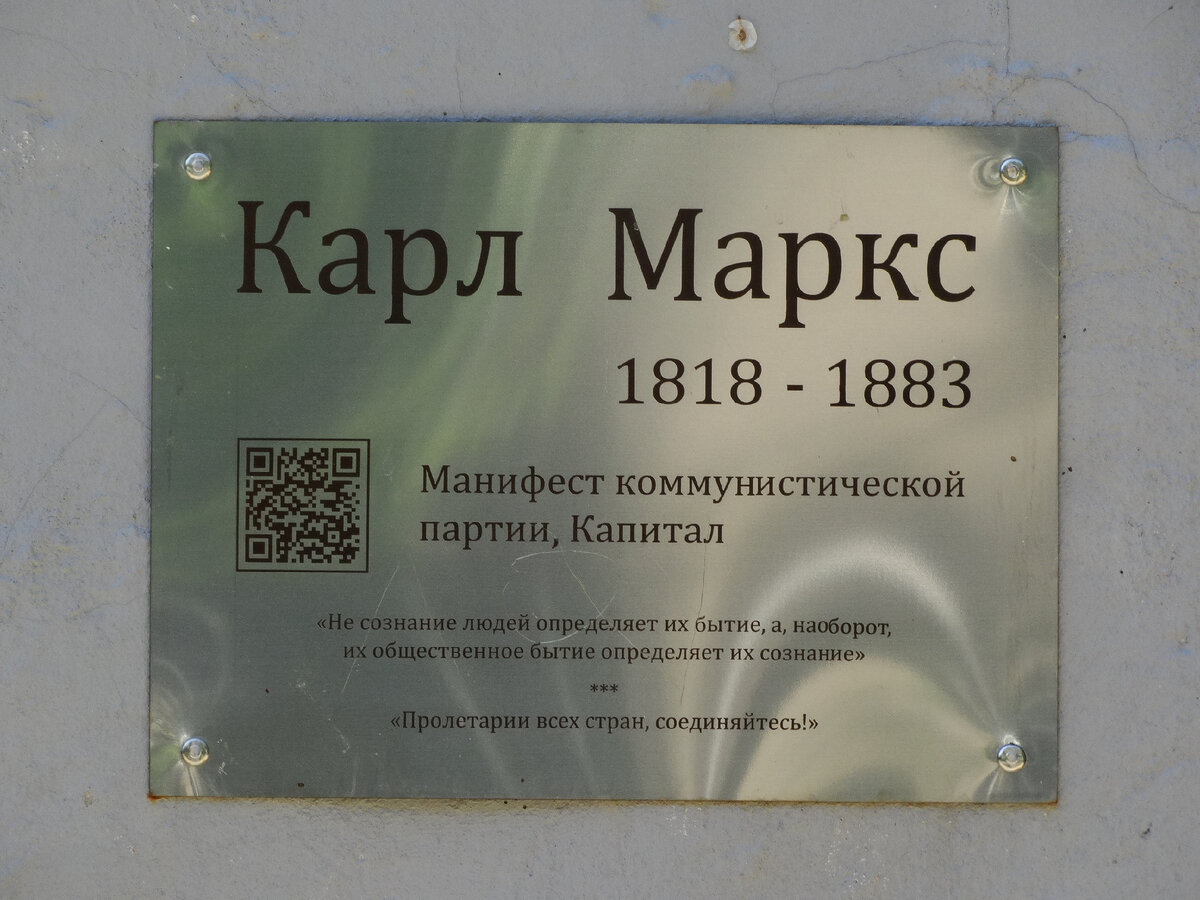 Карл Маркс
1818 - 1883
Манифест коммунистической
партии, Капитал
«Не сознание людей определяет их бытие, а, наоборот,
их общественное бытие определяет их сознание»
***
«Пролетарии всех стран, соединяйтесь!»